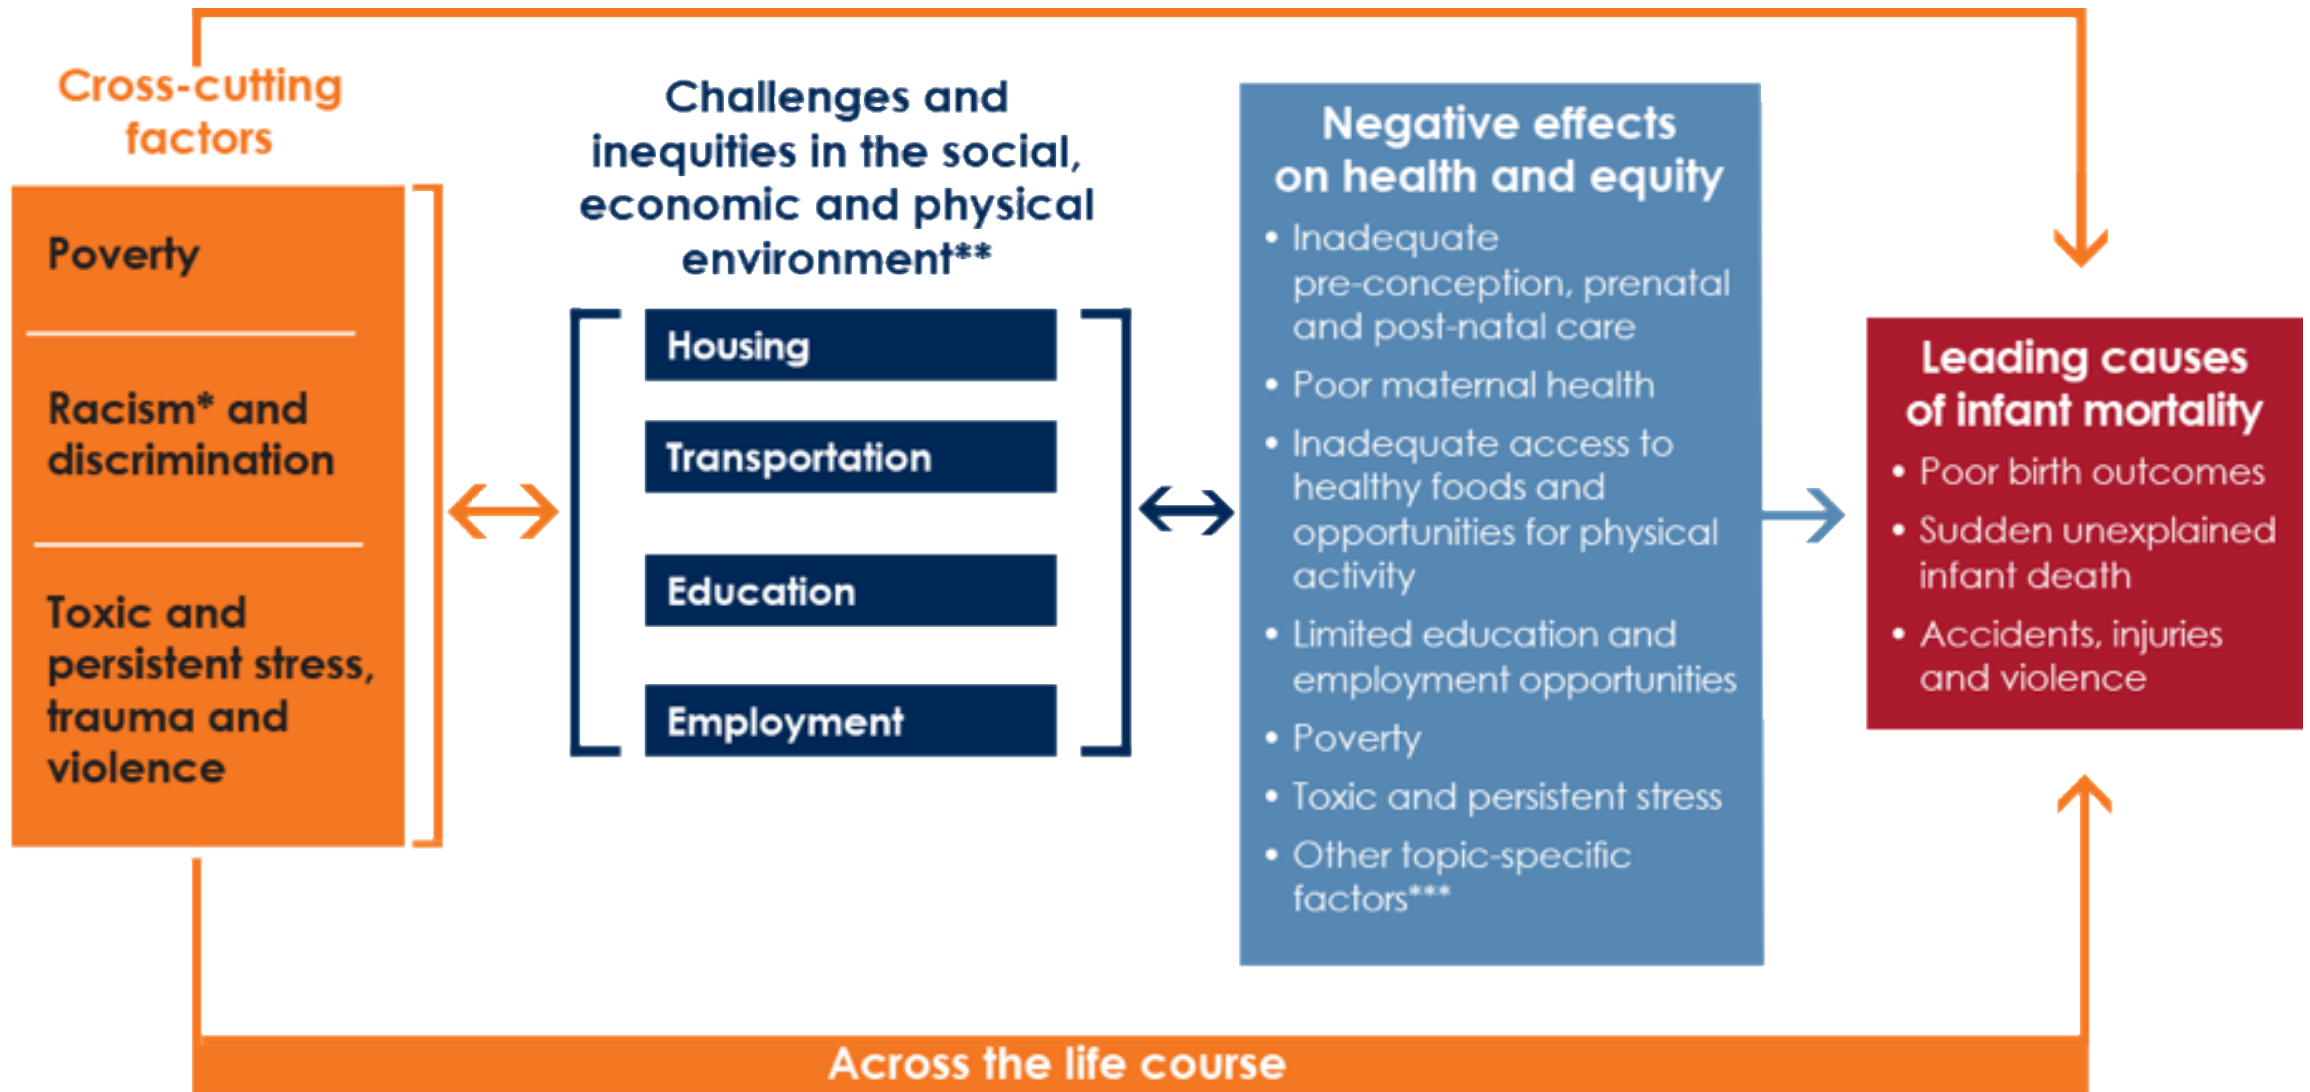 Cross-cutting
factors
Poverty
Racism* and
discrimination
Toxic and
persistent stress,
trauma and
violence
Challenges and
inequities in the social,
economic and physical
environment**
Housing
Transportation
Education
Employment
Negative effects
on health and equity
• Inadequate
pre-conception, prenatal
and post-natal care
• Poor maternal health
• Inadequate access to
healthy foods and
opportunities for physical
activity
• Limited education and
employment opportunities
• Poverty
• Toxic and persistent stress
• Other topic-specific
factors***
Leading causes
of infant mortality
• Poor birth outcomes
• Sudden unexplained
infant death
• Accidents, injuries
and violence
Across the life course